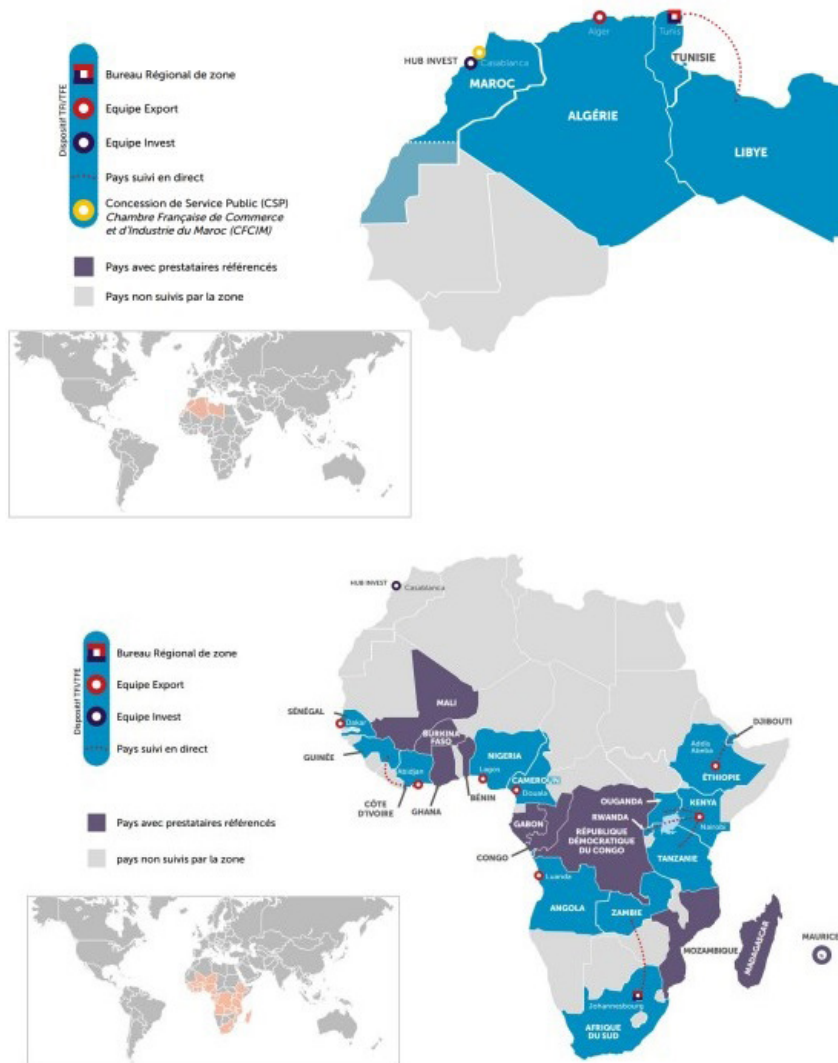 Dispositif TFI/TFE
Bureau Régional de zone
Equipe Export
Equipe Invest
Pays suivi en direct
Concession de Service Public (CSP)
Chambre Française de Commerce
et d'Industrie du Maroc (CFCIM)
Pays avec prestataires référencés
Pays non suivis par la zone
HUB INVEST
Casablanca
MAROC
Alger
ALGÉRIE
Tunis
TUNISIE
LIBYE
Dispositif TFI/TFE
Bureau Régional de zone
Equipe Export
Equipe Invest
Pays suivi en direct
Pays avec prestataires référencés
pays non suivis par la zone
HUB INVEST
Casablanca
MALI
SÉNÉGAL
Dakar
BURKINA
FASO
GUINÉE
Abidjan
CÔTE
D'IVOIRE
GHANA
BÉNIN
NIGERIA
Lagos
CAMEROUN
Douala
DJIBOUTI
Addis
Abeba
ÉTHIOPIE
OUGANDA
KENYA
RWANDA
Nairobi
GABON
CONGO
RÉPUBLIQUE
DÉMOCRATIQUE
DU CONGO
TANZANIE
Luanda
ANGOLA
ZAMBIE
MOZAMBIQUE
MADAGASCAR
MAURICE
Johannesbourg
AFRIQUE
DU SUD